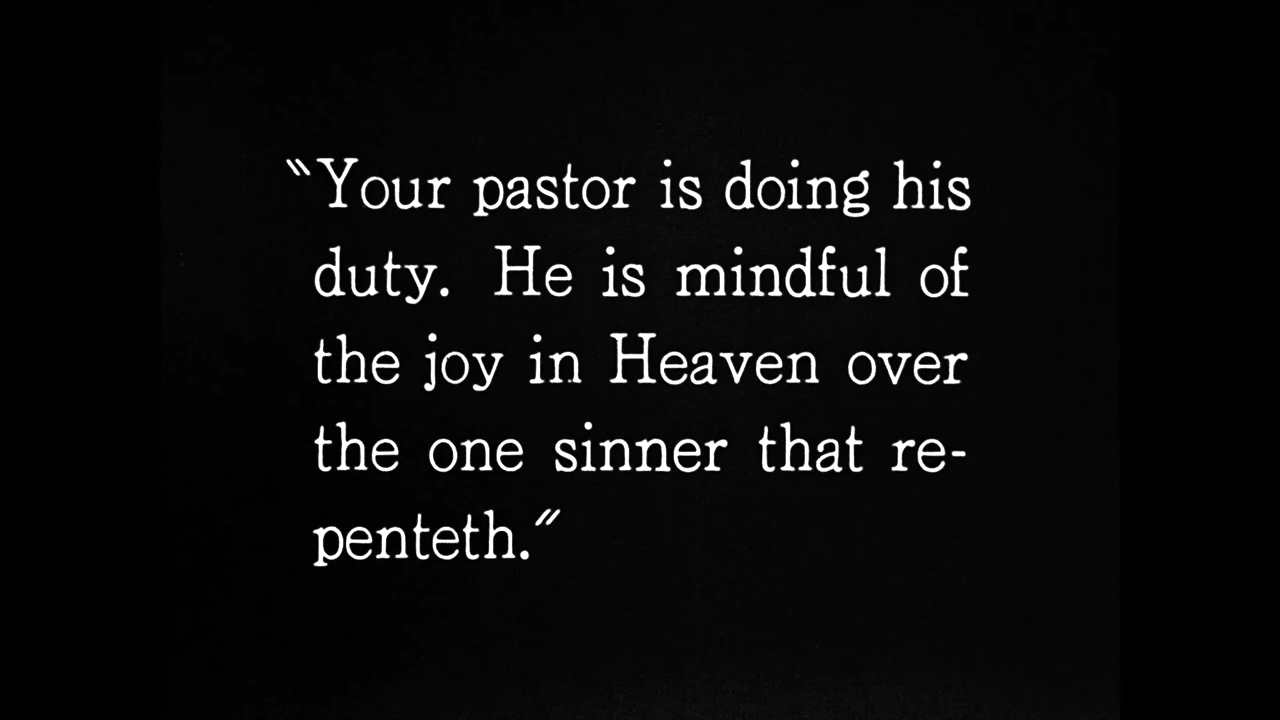 "Your pastor is doing his
duty. He is mindful of
the joy in Heaven over
the one sinner that re-
penteth."